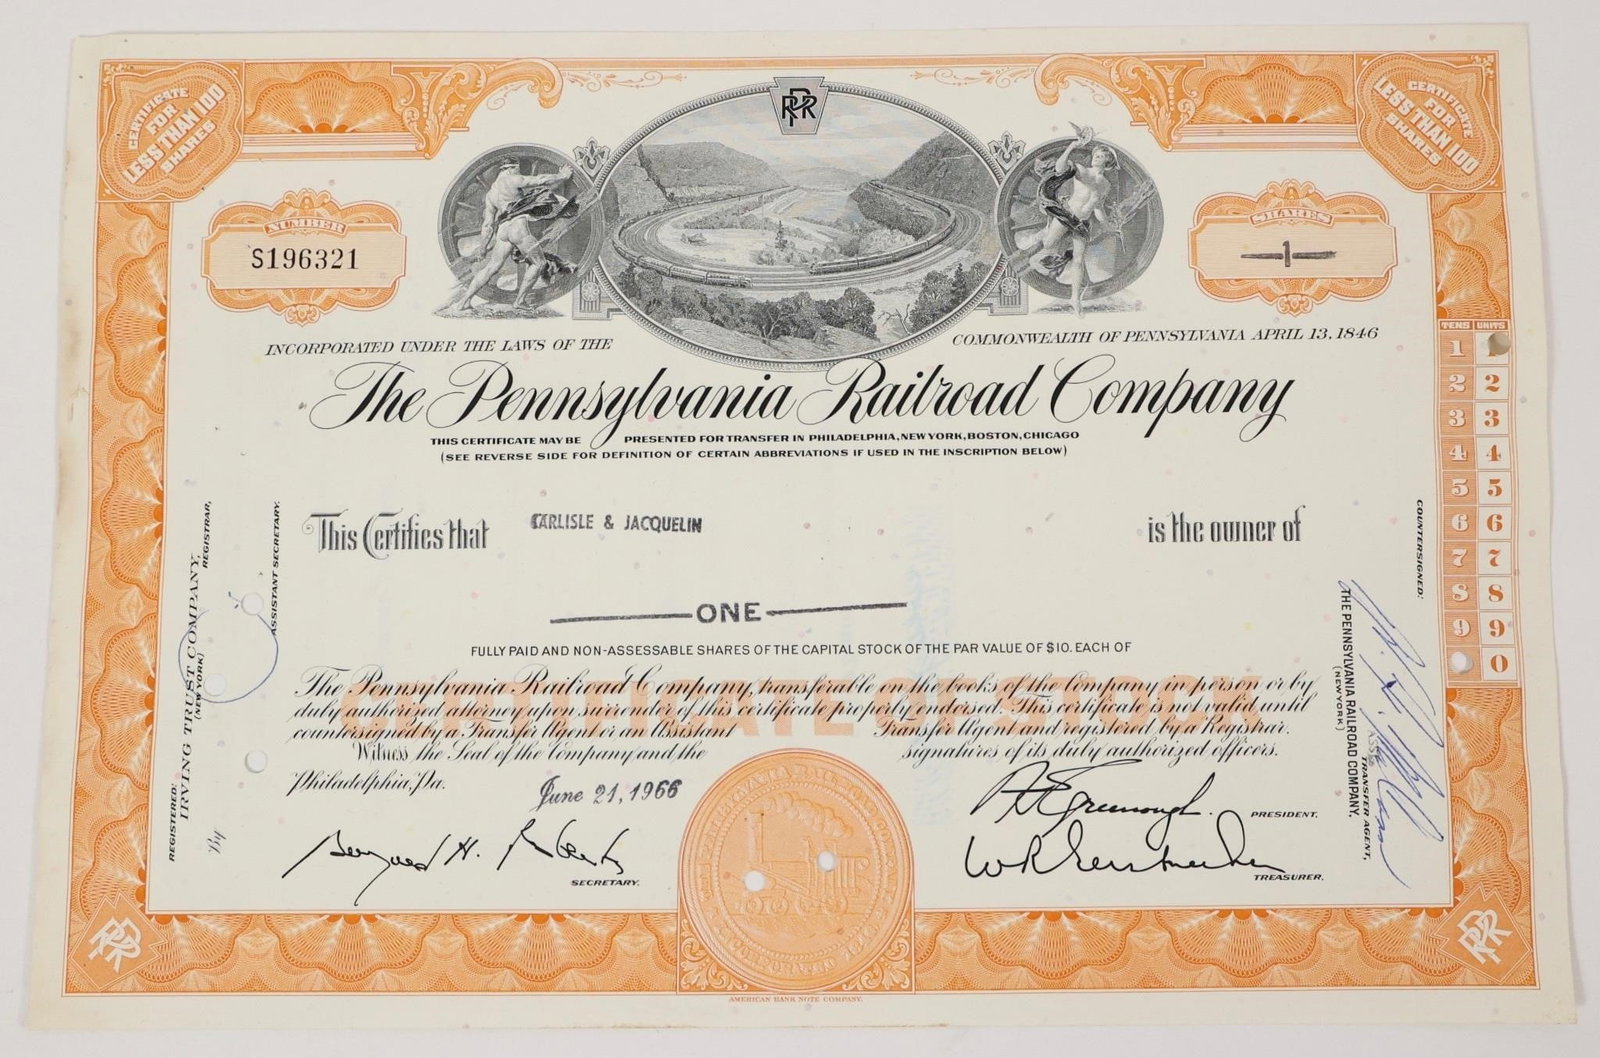 CERTIFICATE
FOR
LESS THAN 100
SHARES
PRR
CERTIFICATE
FOR
LESS THAN 100
SHARES
NUMBER
S196321
SHARES
1
INCORPORATED UNDER THE LAWS OF THE
COMMONWEALTH OF PENNSYLVANIA APRIL 13, 1846
The Pennsylvania Railroad Company
THIS CERTIFICATE MAY BE PRESENTED FOR TRANSFER IN PHILADELPHIA, NEW YORK, BOSTON, CHICAGO
(SEE REVERSE SIDE FOR DEFINITION OF CERTAIN ABBREVIATIONS IF USED IN THE INSCRIPTION BELOW)
This Certifies that CARLISLE & JACQUELIN is the owner of
ONE
FULLY PAID AND NON-ASSESSABLE SHARES OF THE CAPITAL STOCK OF THE PAR VALUE OF $10. EACH OF
The Pennsylvania Railroad Company, transferable on the books of the Company in person or by
duly authorized attorney upon surrender of this certificate properly endorsed. This certificate is not valid until
countersigned by a Transfer Agent or an Assistant Transfer Agent and registered by a Registrar.
Witness the Seal of the Company and the signatures of its duly authorized officers.
Philadelphia, Pa. June 21, 1966
SECRETARY.
PRESIDENT.
TREASURER.
REGISTERED:
IRVING TRUST COMPANY,
(NEW YORK)
REGISTRAR,
By
ASSISTANT SECRETARY.
COUNTERSIGNED:
THE PENNSYLVANIA RAILROAD COMPANY,
(NEW YORK)
TRANSFER AGENT,
TENS UNITS
1
2 2
3 3
4 4
5 5
6 6
7 7
8 8
9 9
0
PRR
PRR
AMERICAN BANK NOTE COMPANY.